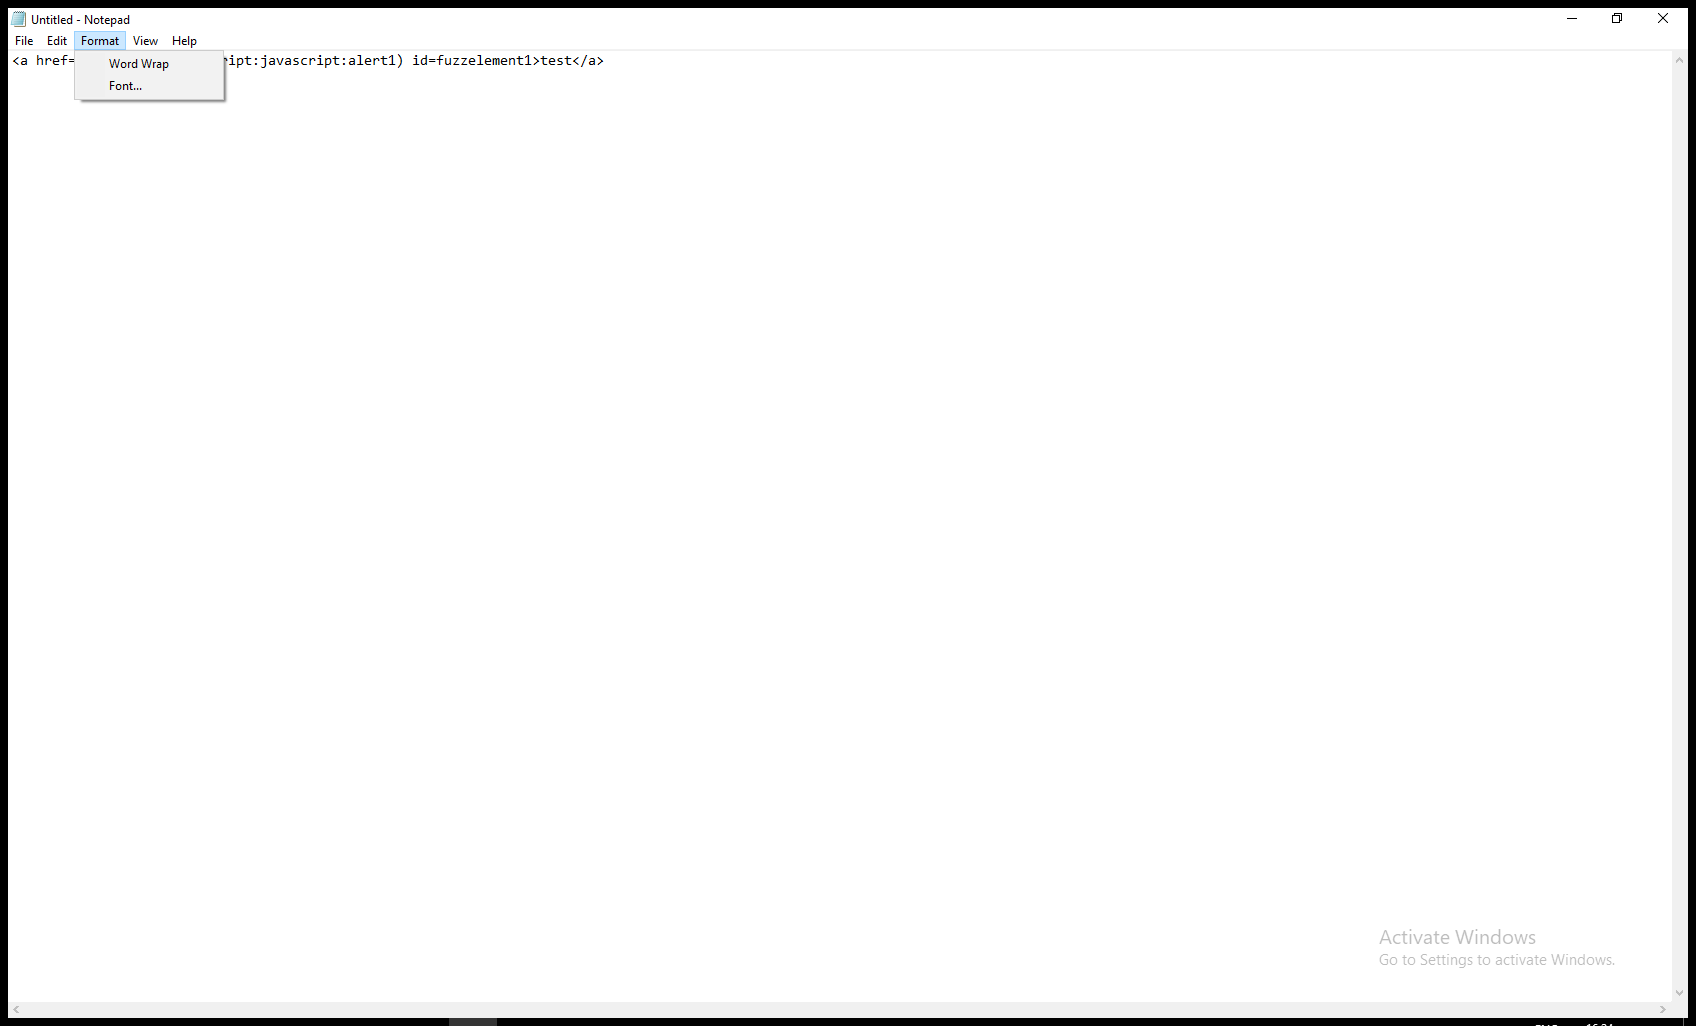 Untitled - Notepad
File Edit Format View Help
<a href= ipt:javascript:alert1) id=fuzzelement1>test</a>
Word Wrap
Font...
Activate Windows
Go to Settings to activate Windows.